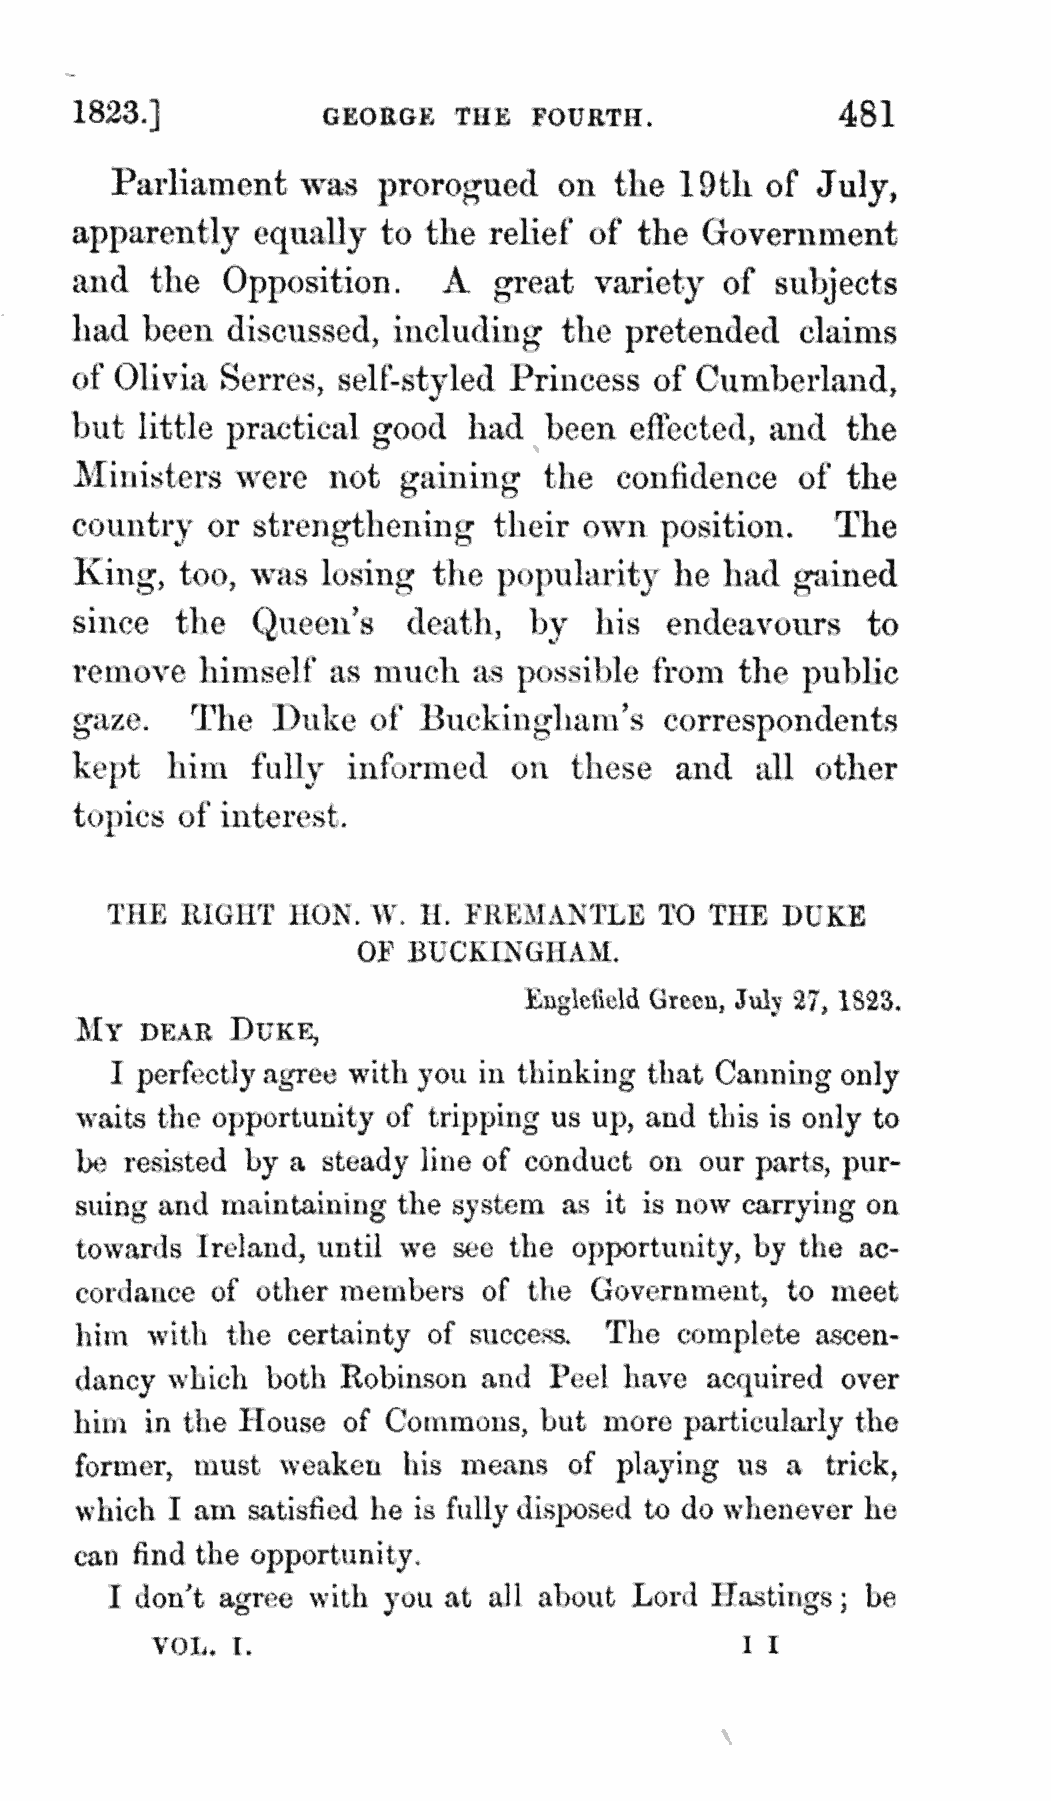 1823.] GEORGE THE FOURTH. 481
Parliament was prorogued on the 19th of July,
apparently equally to the relief of the Government
and the Opposition. A great variety of subjects
had been discussed, including the pretended claims
of Olivia Serres, self-styled Princess of Cumberland,
but little practical good had been effected, and the
Ministers were not gaining the confidence of the
country or strengthening their own position. The
King, too, was losing the popularity he had gained
since the Queen's death, by his endeavours to
remove himself as much as possible from the public
gaze. The Duke of Buckingham's correspondents
kept him fully informed on these and all other
topics of interest.
THE RIGHT HON. W. H. FREMANTLE TO THE DUKE
OF BUCKINGHAM.
Englefield Green, July 27, 1823.
MY DEAR DUKE,
I perfectly agree with you in thinking that Canning only
waits the opportunity of tripping us up, and this is only to
be resisted by a steady line of conduct on our parts, pur-
suing and maintaining the system as it is now carrying on
towards Ireland, until we see the opportunity, by the ac-
cordance of other members of the Government, to meet
him with the certainty of success. The complete ascen-
dancy which both Robinson and Peel have acquired over
him in the House of Commons, but more particularly the
former, must weaken his means of playing us a trick,
which I am satisfied he is fully disposed to do whenever he
can find the opportunity.
I don't agree with you at all about Lord Hastings; be
VOL. I. I I